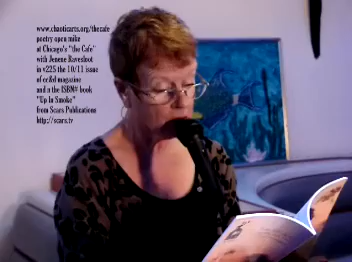 www.chaoticarts.org/thecafe
poetry open mike
at Chicago's "the Cafe"
with Jenene Ravesloot
in v225 the 10/11 issue
of cc&d magazine
and n the ISBN# book
"Up In Smoke"
from Scars Publications
http://scars.tv